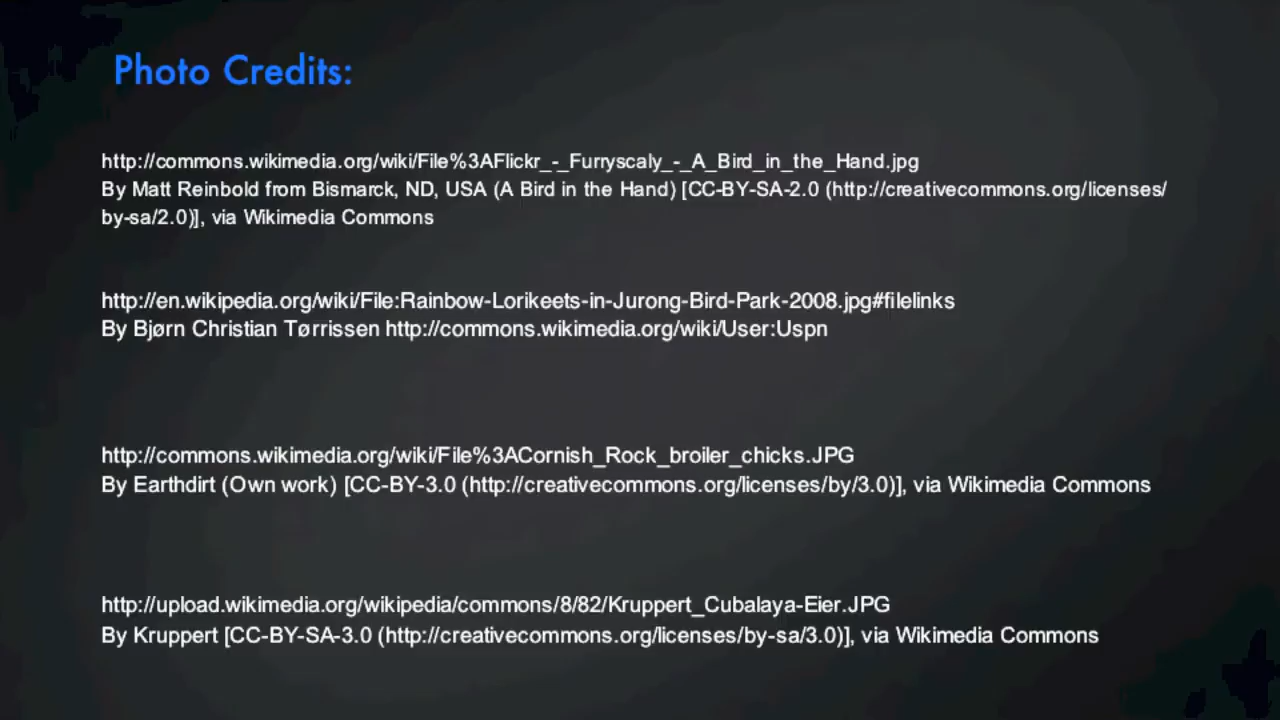 Photo Credits:
http://commons.wikimedia.org/wiki/File%3AFlickr_-_Furryscaly_-_A_Bird_in_the_Hand.jpg
By Matt Reinbold from Bismarck, ND, USA (A Bird in the Hand) [CC-BY-SA-2.0 (http://creativecommons.org/licenses/
by-sa/2.0)], via Wikimedia Commons
http://en.wikipedia.org/wiki/File:Rainbow-Lorikeets-in-Jurong-Bird-Park-2008.jpg#filelinks
By Bjørn Christian Tørrissen http://commons.wikimedia.org/wiki/User:Uspn
http://commons.wikimedia.org/wiki/File%3ACornish_Rock_broiler_chicks.JPG
By Earthdirt (Own work) [CC-BY-3.0 (http://creativecommons.org/licenses/by/3.0)], via Wikimedia Commons
http://upload.wikimedia.org/wikipedia/commons/8/82/Kruppert_Cubalaya-Eier.JPG
By Kruppert [CC-BY-SA-3.0 (http://creativecommons.org/licenses/by-sa/3.0)], via Wikimedia Commons